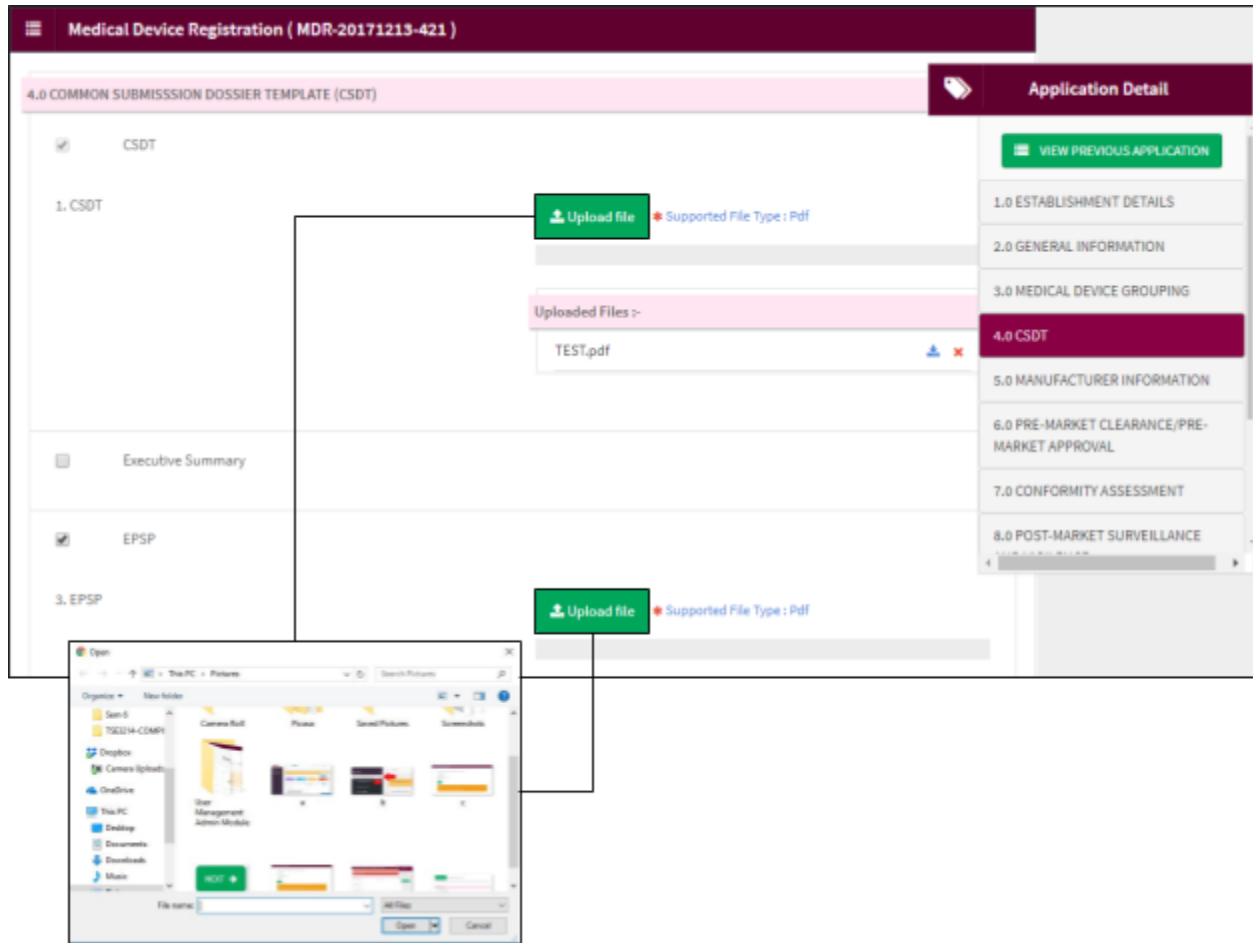 Medical Device Registration ( MDR-20171213-421 )
4.0 COMMON SUBMISSSION DOSSIER TEMPLATE (CSDT)
CSDT
1. CSDT
Upload file
* Supported File Type : Pdf
Uploaded Files :-
TEST.pdf
Executive Summary
EPSP
3. EPSP
Upload file
* Supported File Type : Pdf
Application Detail
VIEW PREVIOUS APPLICATION
1.0 ESTABLISHMENT DETAILS
2.0 GENERAL INFORMATION
3.0 MEDICAL DEVICE GROUPING
4.0 CSDT
5.0 MANUFACTURER INFORMATION
6.0 PRE-MARKET CLEARANCE/PRE-
MARKET APPROVAL
7.0 CONFORMITY ASSESSMENT
8.0 POST-MARKET SURVEILLANCE
Open
This PC > Pictures
Search Pictures
Organize
New folder
Sem 6
Dropbox
Camera Uploads
OneDrive
This PC
Desktop
Documents
Downloads
Music
Camera Roll
Picasa
Saved Pictures
Screenshots
User
Management
Admin Module
a
b
c
NEXT
File name:
All Files
Open
Cancel